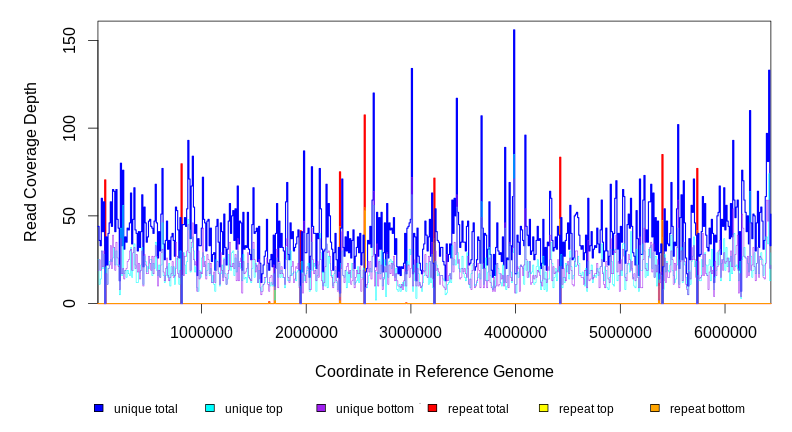 Read Coverage Depth
150
100
50
0
1000000 2000000 3000000 4000000 5000000 6000000
Coordinate in Reference Genome
unique total unique top unique bottom repeat total repeat top repeat bottom